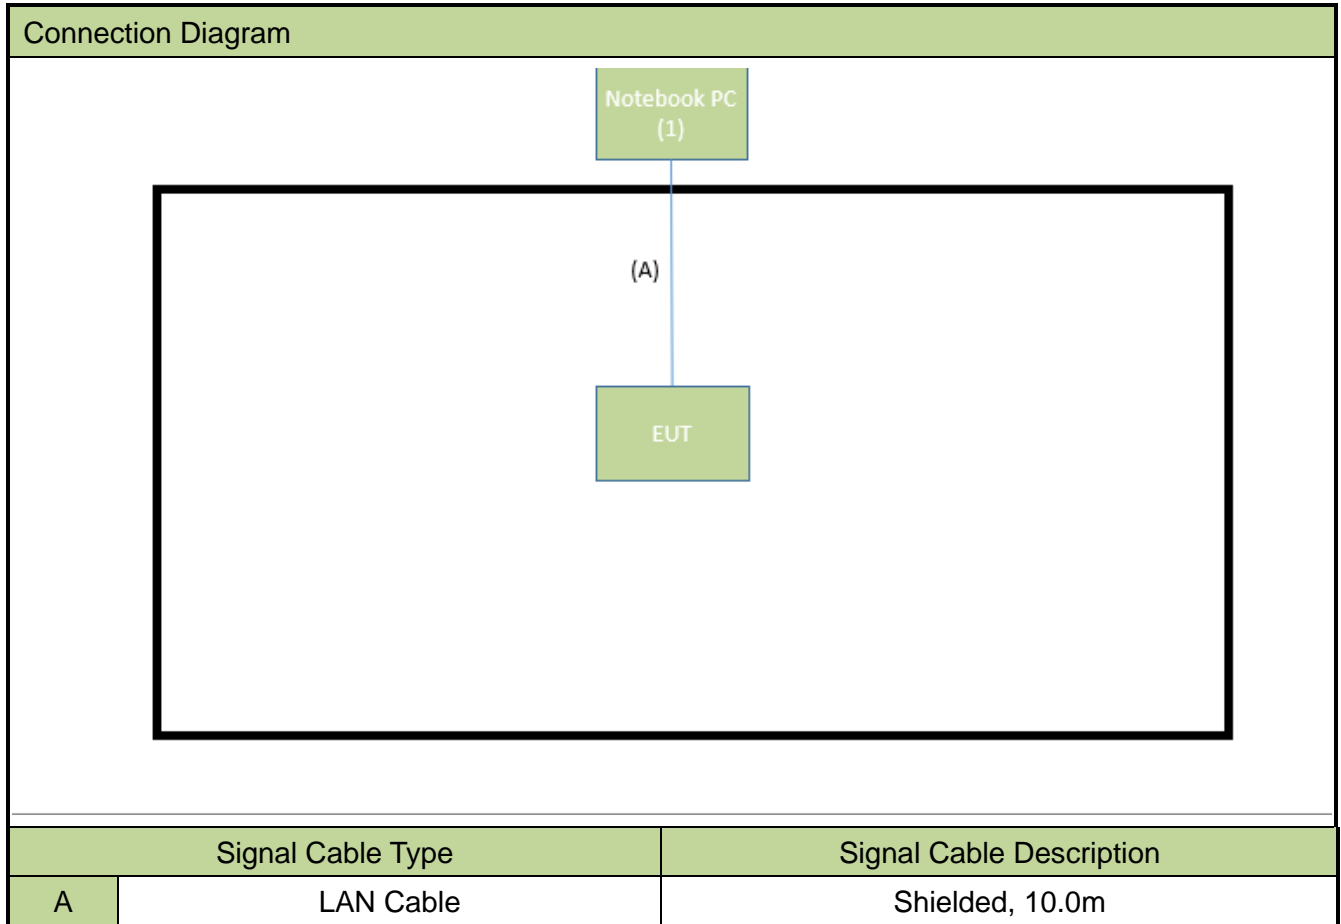 Connection Diagram
Notebook PC
(1)
(A)
EUT
Signal Cable Type Signal Cable Description
A LAN Cable Shielded, 10.0m